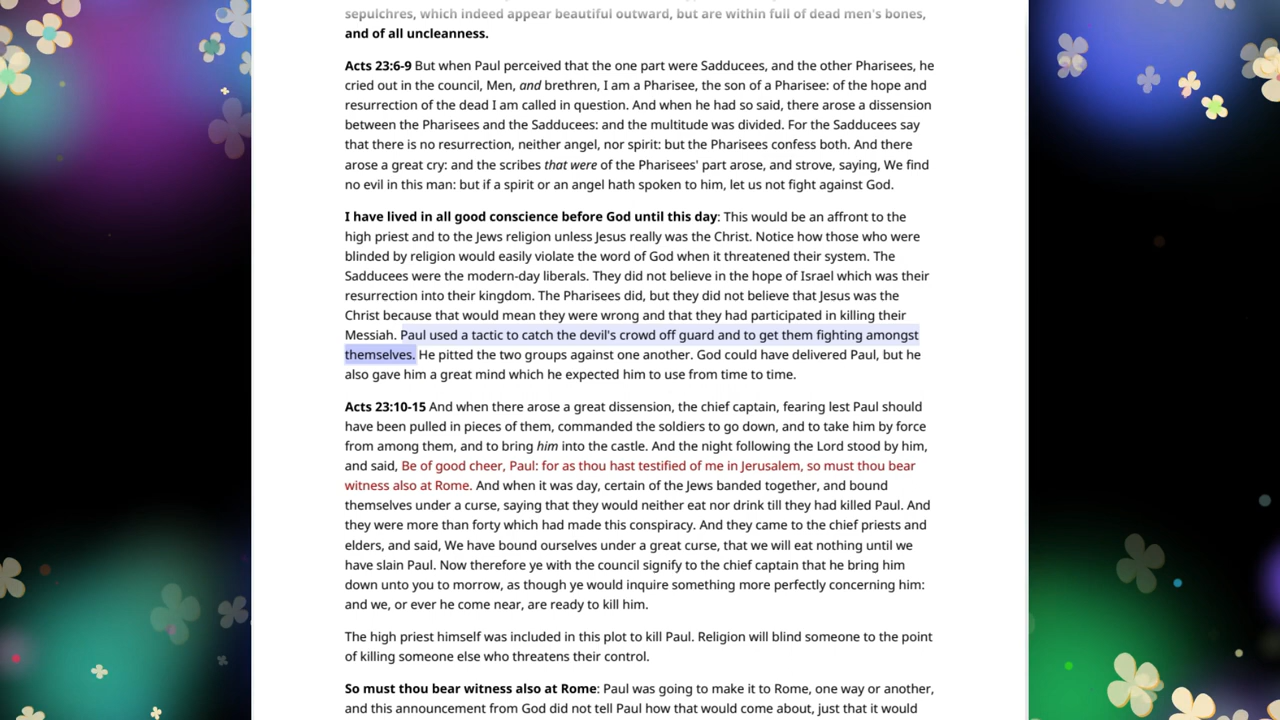 sepulchres, which indeed appear beautiful outward, but are within full of dead men's bones,
and of all uncleanness.
Acts 23:6-9 But when Paul perceived that the one part were Sadducees, and the other Pharisees, he
cried out in the council, Men, and brethren, I am a Pharisee, the son of a Pharisee: of the hope and
resurrection of the dead I am called in question. And when he had so said, there arose a dissension
between the Pharisees and the Sadducees: and the multitude was divided. For the Sadducees say
that there is no resurrection, neither angel, nor spirit: but the Pharisees confess both. And there
arose a great cry: and the scribes that were of the Pharisees' part arose, and strove, saying, We find
no evil in this man: but if a spirit or an angel hath spoken to him, let us not fight against God.
I have lived in all good conscience before God until this day: This would be an affront to the
high priest and to the Jews religion unless Jesus really was the Christ. Notice how those who were
blinded by religion would easily violate the word of God when it threatened their system. The
Sadducees were the modern-day liberals. They did not believe in the hope of Israel which was their
resurrection into their kingdom. The Pharisees did, but they did not believe that Jesus was the
Christ because that would mean they were wrong and that they had participated in killing their
Messiah. Paul used a tactic to catch the devil's crowd off guard and to get them fighting amongst
themselves. He pitted the two groups against one another. God could have delivered Paul, but he
also gave him a great mind which he expected him to use from time to time.
Acts 23:10-15 And when there arose a great dissension, the chief captain, fearing lest Paul should
have been pulled in pieces of them, commanded the soldiers to go down, and to take him by force
from among them, and to bring him into the castle. And the night following the Lord stood by him,
and said, Be of good cheer, Paul: for as thou hast testified of me in Jerusalem, so must thou bear
witness also at Rome. And when it was day, certain of the Jews banded together, and bound
themselves under a curse, saying that they would neither eat nor drink till they had killed Paul. And
they were more than forty which had made this conspiracy. And they came to the chief priests and
elders, and said, We have bound ourselves under a great curse, that we will eat nothing until we
have slain Paul. Now therefore ye with the council signify to the chief captain that he bring him
down unto you to morrow, as though ye would inquire something more perfectly concerning him:
and we, or ever he come near, are ready to kill him.
The high priest himself was included in this plot to kill Paul. Religion will blind someone to the point
of killing someone else who threatens their control.
So must thou bear witness also at Rome: Paul was going to make it to Rome, one way or another,
and this announcement from God did not tell Paul how that would come about, just that it would